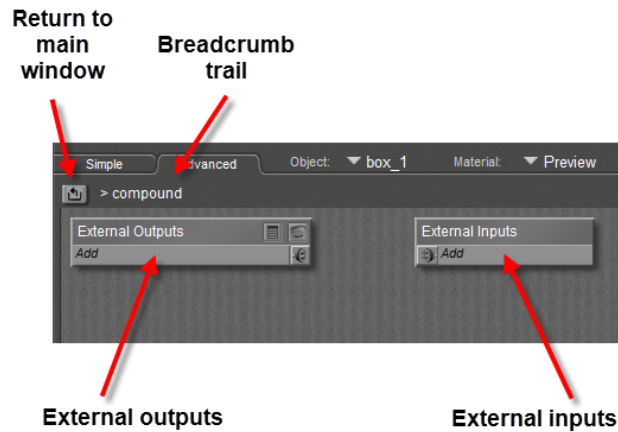 Return to
main
window
Breadcrumb
trail
Simple
Advanced
Object:
box_1
Material:
Preview
> compound
External Outputs
Add
External Inputs
Add
External outputs
External inputs